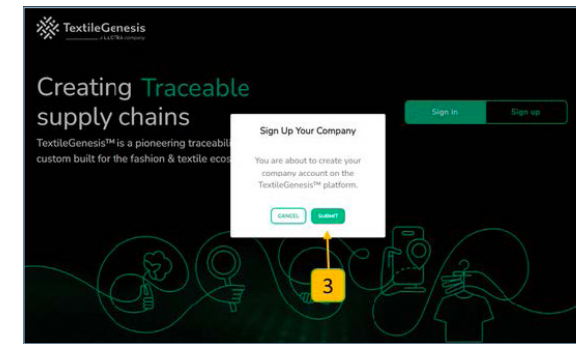 TextileGenesis
a LECTRA company
Creating Traceable
supply chains
TextileGenesis™ is a pioneering traceabili
custom built for the fashion & textile ecos
Sign in
Sign up
Sign Up Your Company
You are about to create your
company account on the
TextileGenesis™ platform.
CANCEL
SUBMIT
3